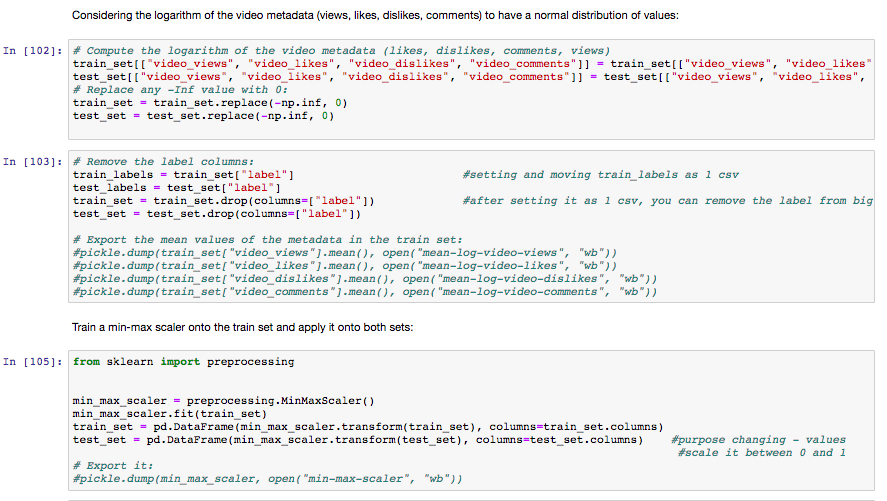 Considering the logarithm of the video metadata (views, likes, dislikes, comments) to have a normal distribution of values:
In [102]: # Compute the logarithm of the video metadata (likes, dislikes, comments, views)
train_set[["video_views", "video_likes", "video_dislikes", "video_comments"]] = train_set[["video_views", "video_likes"
test_set[["video_views", "video_likes", "video_dislikes", "video_comments"]] = test_set[["video_views", "video_likes",
# Replace any -Inf value with 0:
train_set = train_set.replace(-np.inf, 0)
test_set = test_set.replace(-np.inf, 0)
In [103]: # Remove the label columns:
train_labels = train_set["label"] #setting and moving train_labels as 1 csv
test_labels = test_set["label"]
train_set = train_set.drop(columns=["label"]) #after setting it as 1 csv, you can remove the label from big
test_set = test_set.drop(columns=["label"])
# Export the mean values of the metadata in the train set:
#pickle.dump(train_set["video_views"].mean(), open("mean-log-video-views", "wb"))
#pickle.dump(train_set["video_likes"].mean(), open("mean-log-video-likes", "wb"))
#pickle.dump(train_set["video_dislikes"].mean(), open("mean-log-video-dislikes", "wb"))
#pickle.dump(train_set["video_comments"].mean(), open("mean-log-video-comments", "wb"))
Train a min-max scaler onto the train set and apply it onto both sets:
In [105]: from sklearn import preprocessing
min_max_scaler = preprocessing.MinMaxScaler()
min_max_scaler.fit(train_set)
train_set = pd.DataFrame(min_max_scaler.transform(train_set), columns=train_set.columns)
test_set = pd.DataFrame(min_max_scaler.transform(test_set), columns=test_set.columns) #purpose changing - values
#scale it between 0 and 1
# Export it:
#pickle.dump(min_max_scaler, open("min-max-scaler", "wb"))